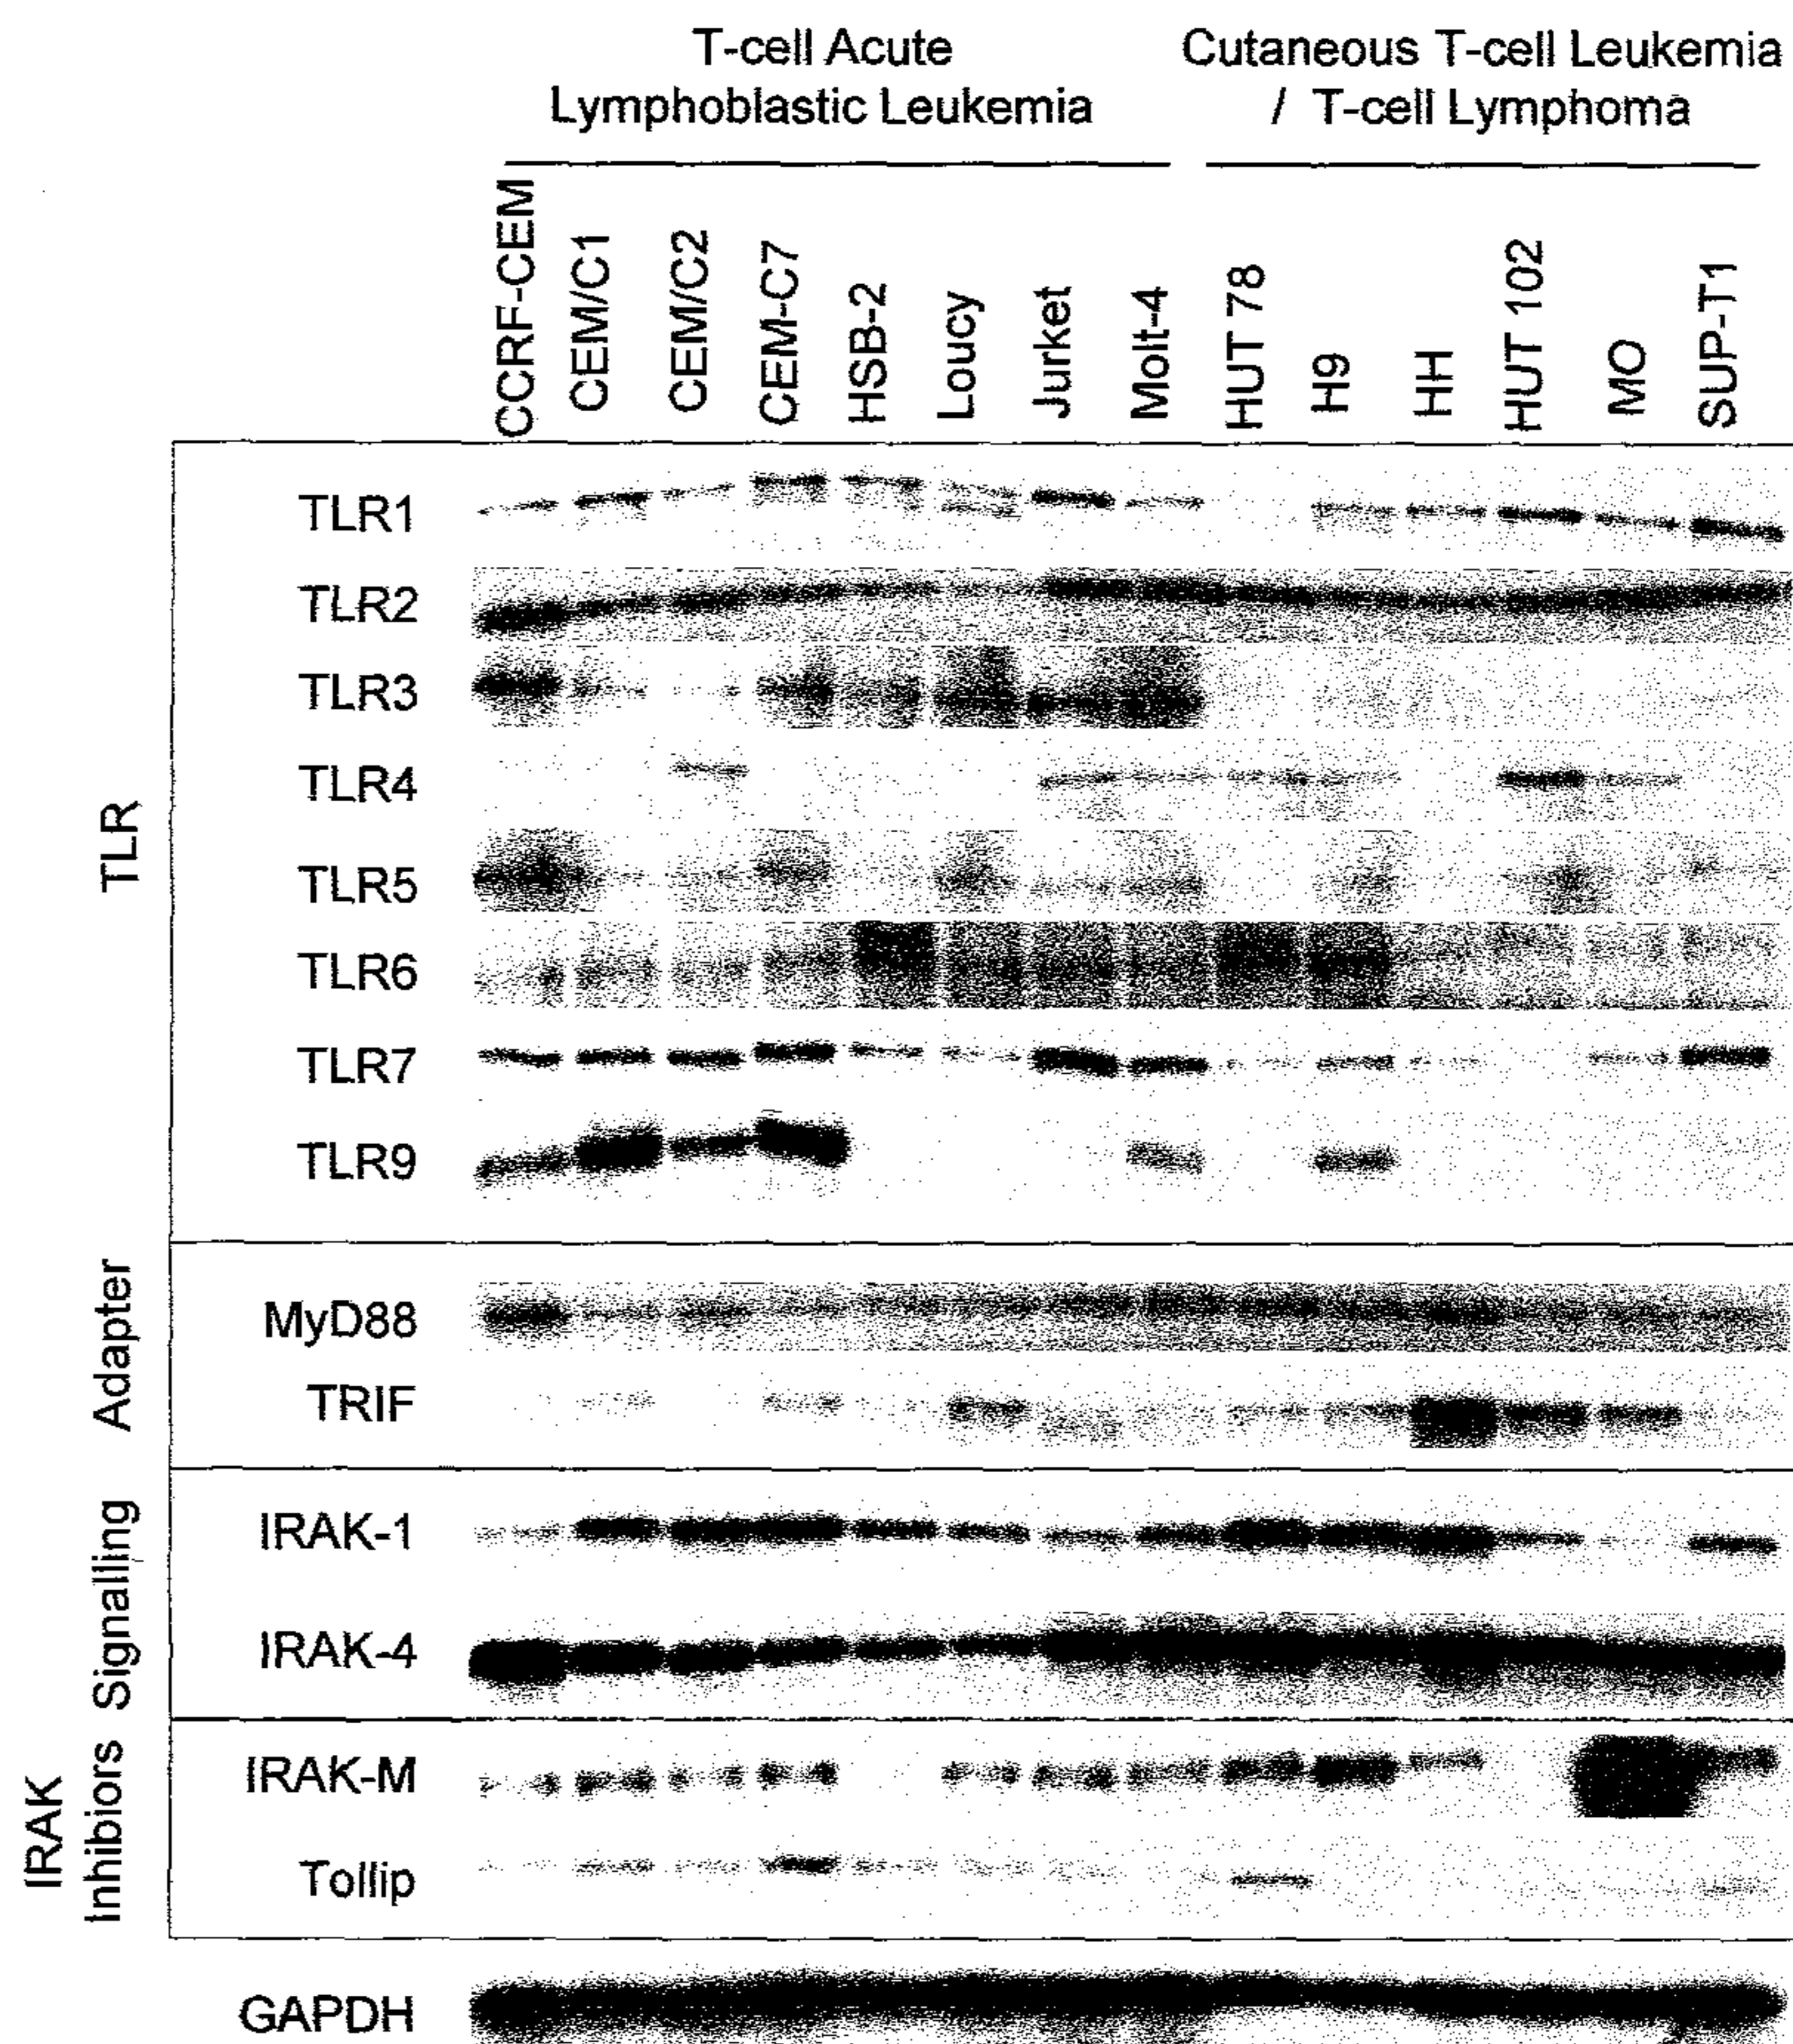 T-cell Acute
Lymphoblastic Leukemia
Cutaneous T-cell Leukemia
/ T-cell Lymphoma
CCRF-CEM
CEM/C1
CEM/C2
CEM-C7
HSB-2
Loucy
Jurket
Molt-4
HUT 78
H9
HH
HUT 102
MO
SUP-T1
TLR
TLR1
TLR2
TLR3
TLR4
TLR5
TLR6
TLR7
TLR9
Adapter
MyD88
TRIF
Signalling
IRAK-1
IRAK-4
IRAK
Inhibiors
IRAK-M
Tollip
GAPDH